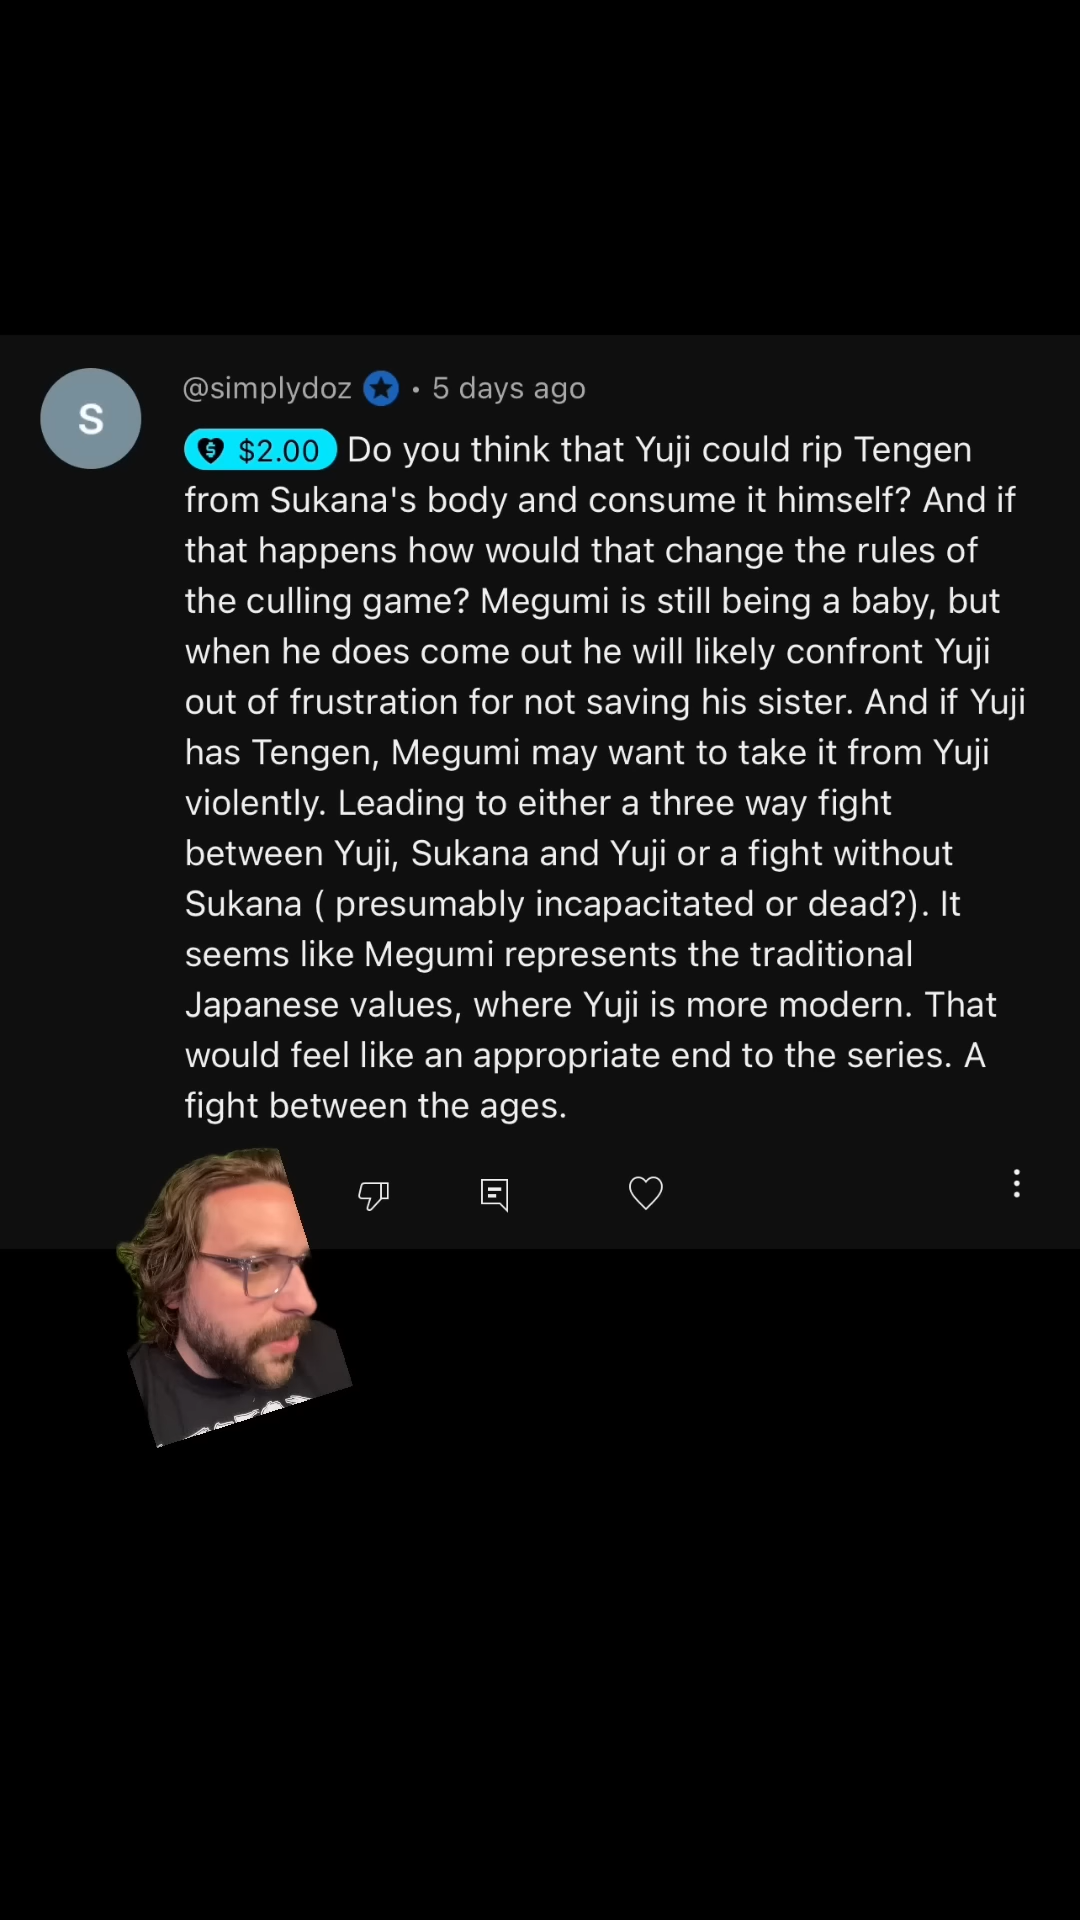 S
@simplydoz • 5 days ago
$2.00 Do you think that Yuji could rip Tengen
from Sukana's body and consume it himself? And if
that happens how would that change the rules of
the culling game? Megumi is still being a baby, but
when he does come out he will likely confront Yuji
out of frustration for not saving his sister. And if Yuji
has Tengen, Megumi may want to take it from Yuji
violently. Leading to either a three way fight
between Yuji, Sukana and Yuji or a fight without
Sukana ( presumably incapacitated or dead?). It
seems like Megumi represents the traditional
Japanese values, where Yuji is more modern. That
would feel like an appropriate end to the series. A
fight between the ages.